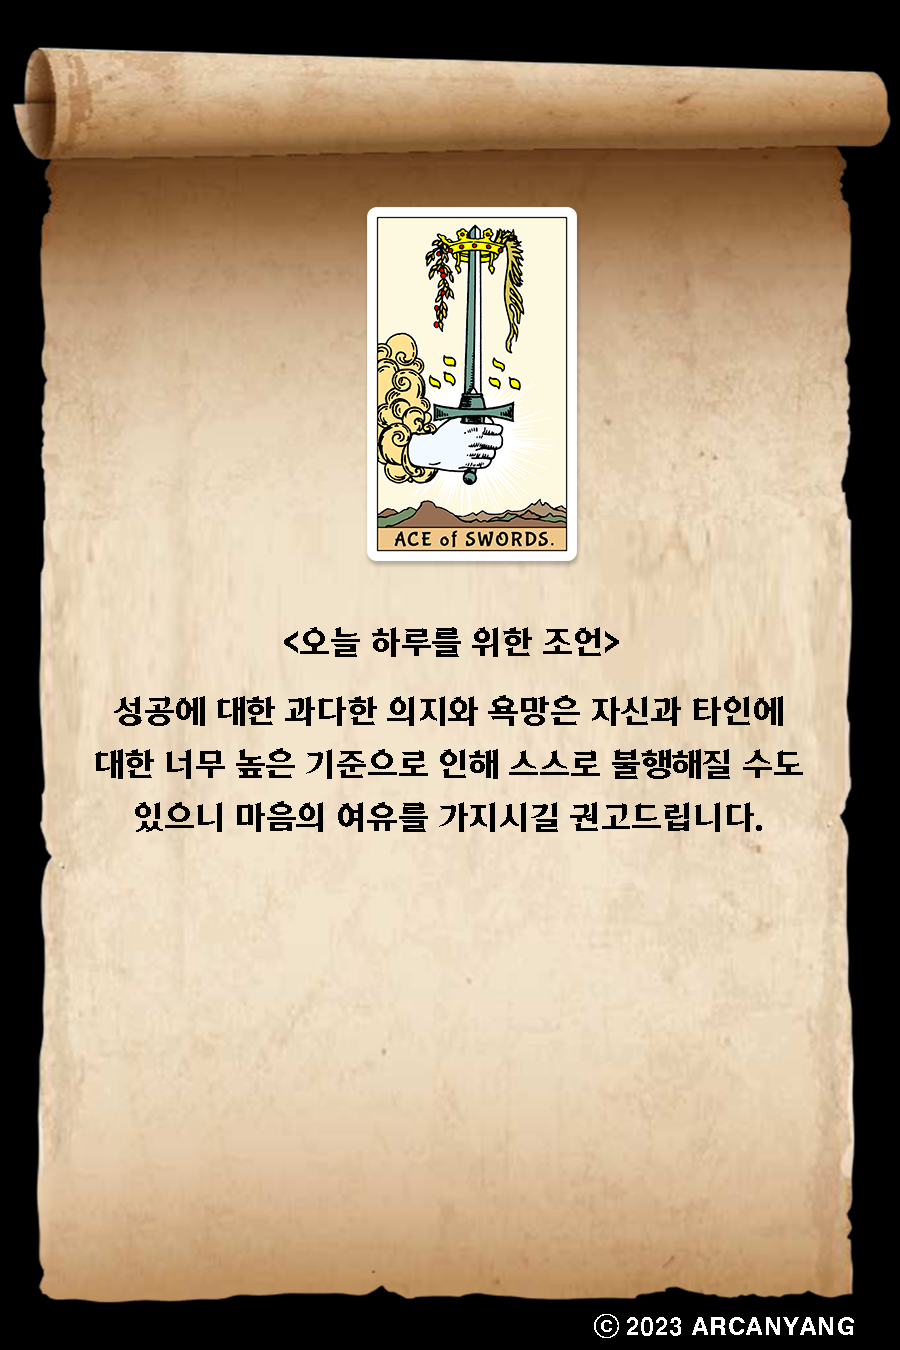 ACE of SWORDS.
<오늘 하루를 위한 조언>
성공에 대한 과다한 의지와 욕망은 자신과 타인에
대한 너무 높은 기준으로 인해 스스로 불행해질 수도
있으니 마음의 여유를 가지시길 권고드립니다.
ⓒ 2023 ARCANYANG